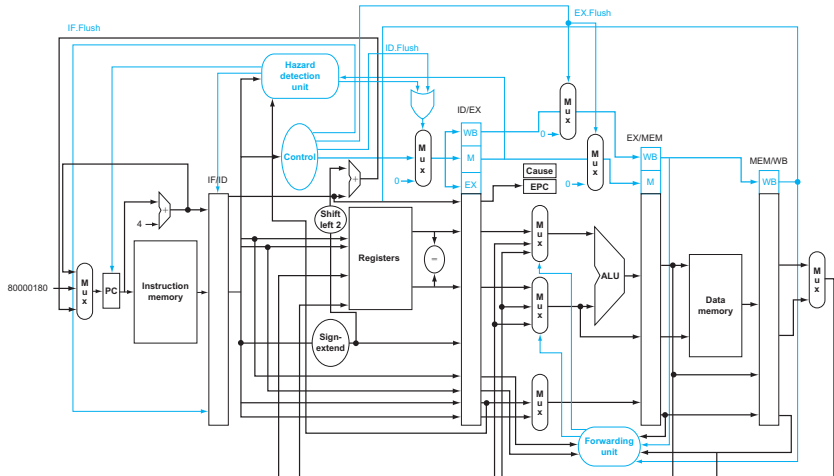 EX.Flush
IF.Flush
ID.Flush
Hazard
detection
unit
ID/EX
M
u
x
WB
EX/MEM
0
Control
M
u
x
M
u
x
WB
MEM/WB
M
Cause
EX
EPC
0
0
M
WB
IF/ID
+
+
4
Shift
left 2
M
u
x
Registers
=
ALU
M
u
x
Instruction
memory
PC
80000180
M
u
x
M
u
x
Data
memory
Sign-
extend
M
u
x
Forwarding
unit